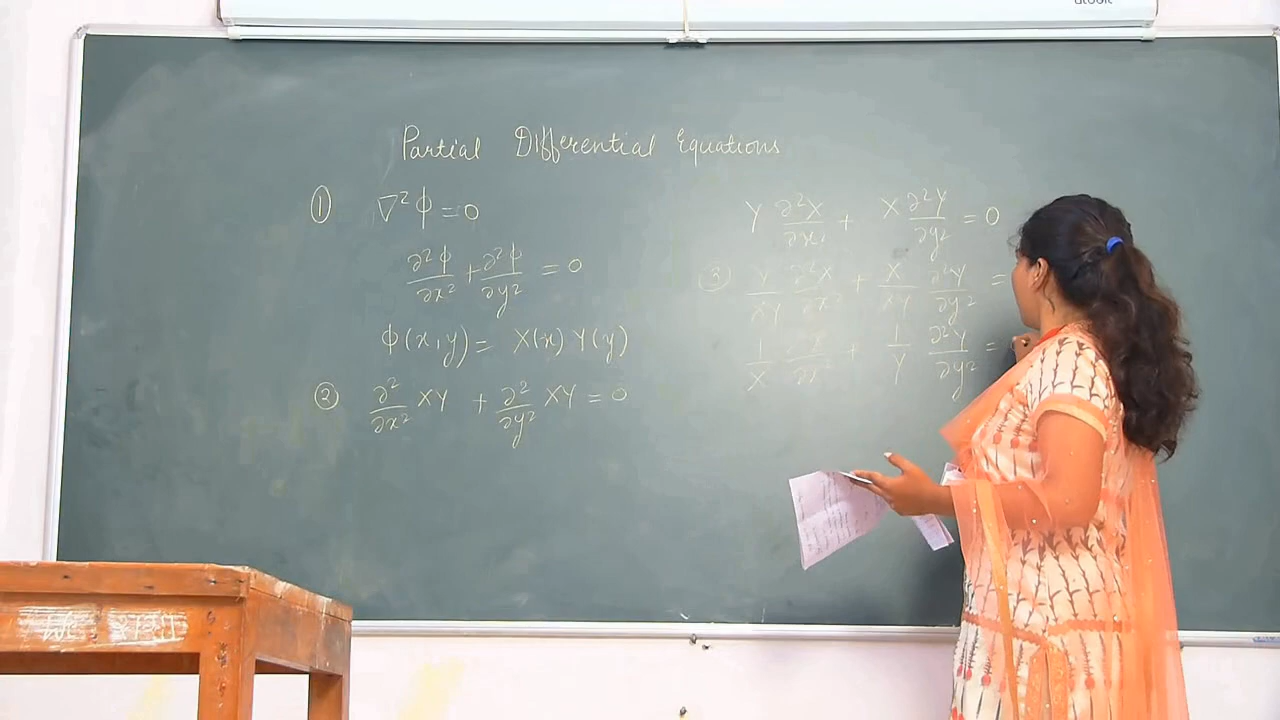 Partial Differential Equations
① ∇²ϕ = 0
∂²ϕ/∂x² + ∂²ϕ/∂y² = 0
ϕ(x,y) = X(x) Y(y)
② ∂²/∂x² XY + ∂²/∂y² XY = 0
Y ∂²X/∂x² + X ∂²Y/∂y² = 0
③ Y/XY ∂²X/∂x² + X/XY ∂²Y/∂y² =
1/X ∂²X/∂x² + 1/Y ∂²Y/∂y² =